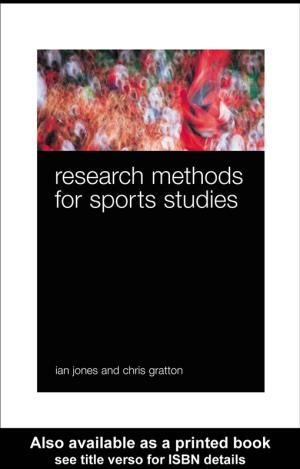 research methods
for sports studies
ian jones and chris gratton
Also available as a printed book
see title verso for ISBN details